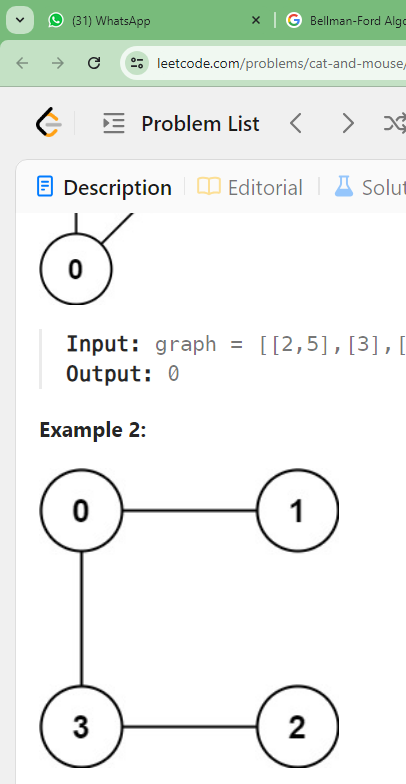 (31) WhatsApp
Bellman-Ford Algo
leetcode.com/problems/cat-and-mouse/
Problem List
Description
Editorial
Solut
0
Input: graph = [[2,5],[3],[
Output: 0
Example 2:
0 1
3 2